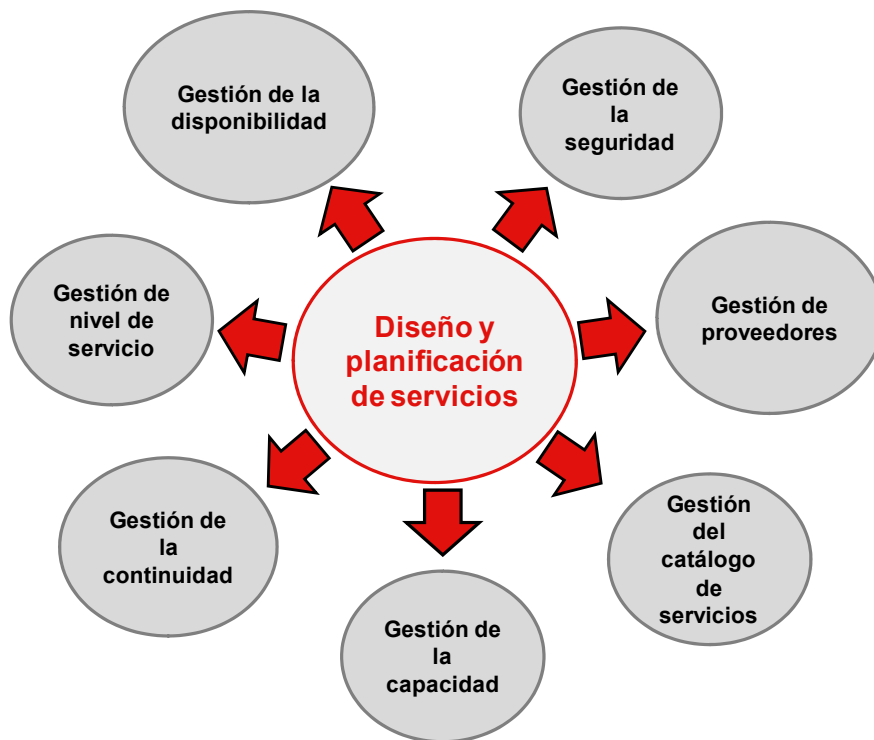 Gestión de la
disponibilidad
Gestión de
la
seguridad
Gestión de
nivel de
servicio
Diseño y
planificación
de servicios
Gestión de
proveedores
Gestión de
la
continuidad
Gestión de
la
capacidad
Gestión
del
catálogo
de
servicios